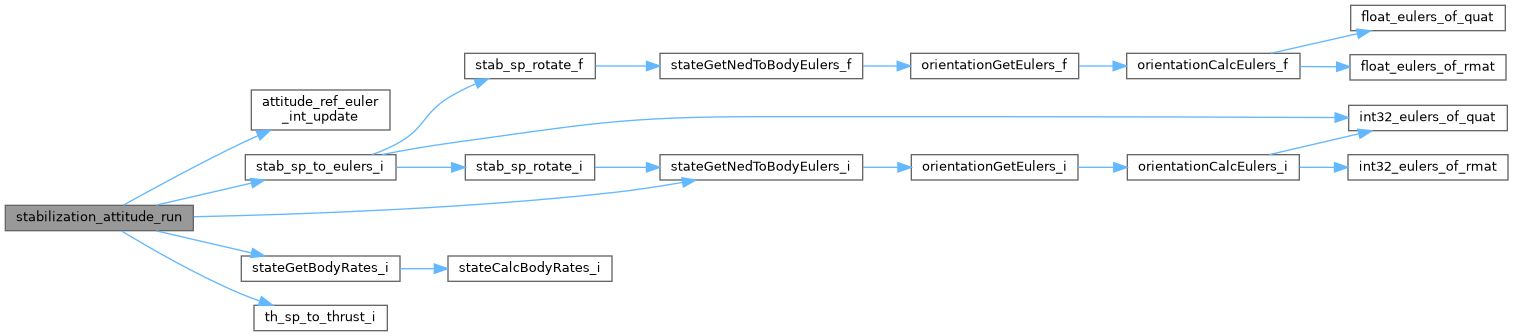 float_eulers_of_quat
stab_sp_rotate_f
stateGetNedToBodyEulers_f
orientationGetEulers_f
orientationCalcEulers_f
float_eulers_of_rmat
attitude_ref_euler
_int_update
int32_eulers_of_quat
stab_sp_to_eulers_i
stab_sp_rotate_i
stateGetNedToBodyEulers_i
orientationGetEulers_i
orientationCalcEulers_i
int32_eulers_of_rmat
stabilization_attitude_run
stateGetBodyRates_i
stateCalcBodyRates_i
th_sp_to_thrust_i